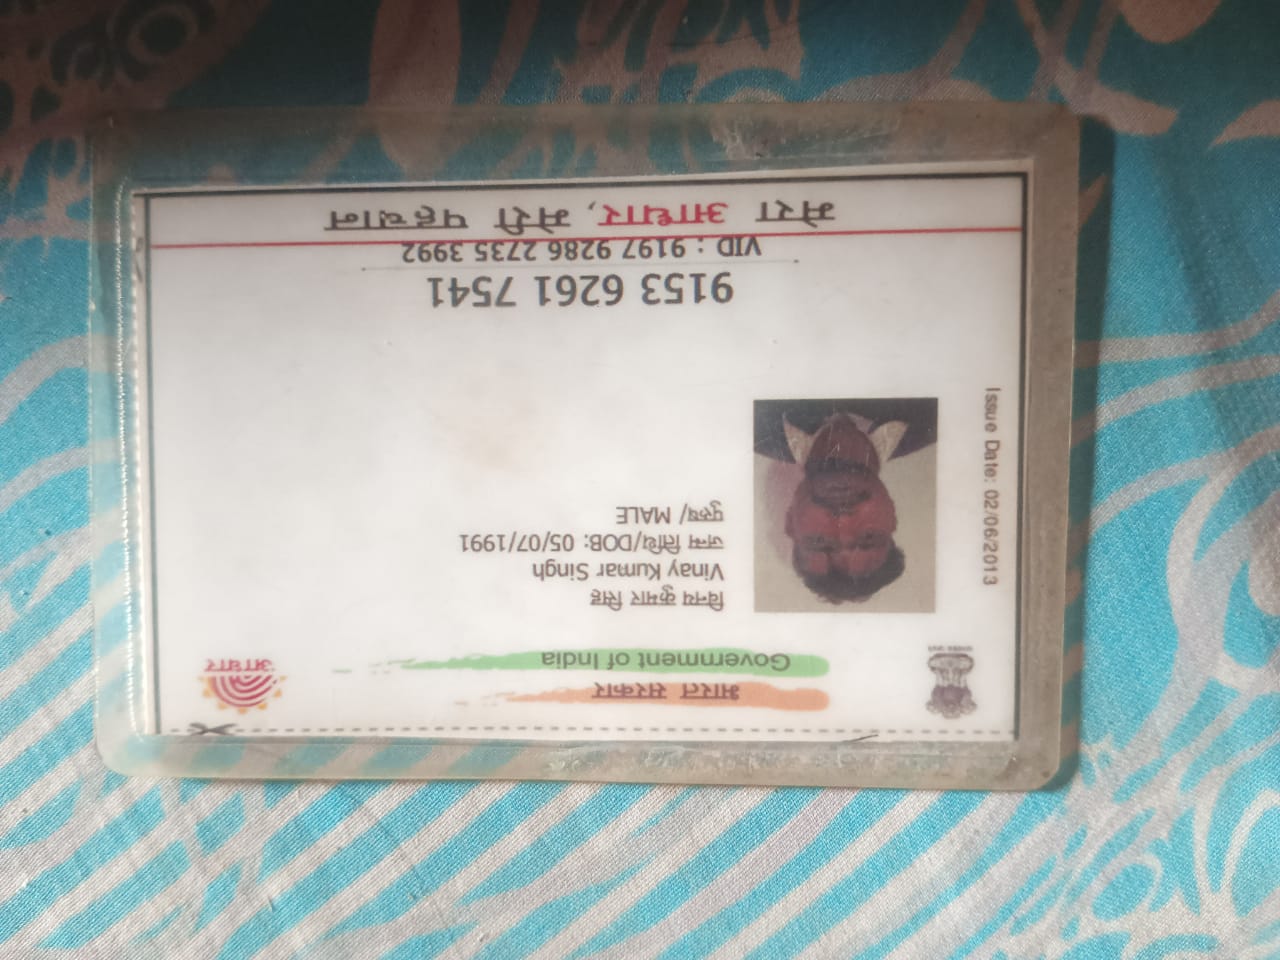 भारत सरकार
Government of India
आधार
विनय कुमार सिंह
Vinay Kumar Singh
जन्म तिथि/DOB: 05/07/1991
पुरुष/ MALE
Issue Date: 02/06/2013
9153 6261 7541
VID : 9197 9286 2735 3992
मेरा आधार, मेरी पहचान